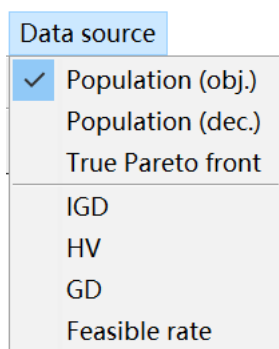 Data source
Population (obj.)
Population (dec.)
True Pareto front
IGD
HV
GD
Feasible rate